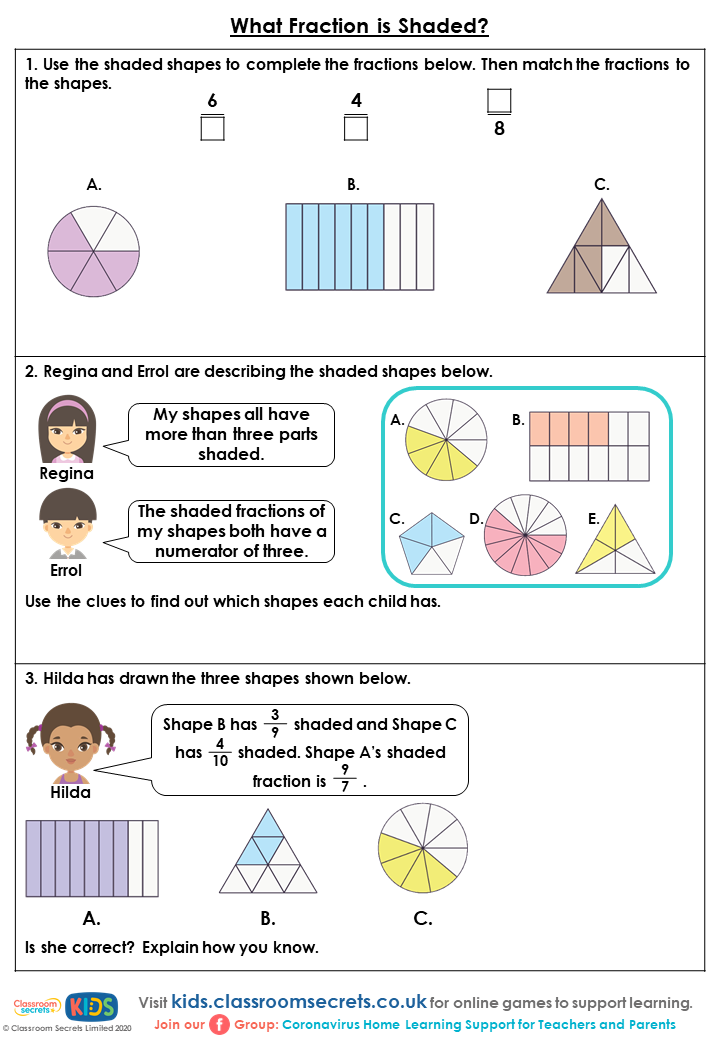 What Fraction is Shaded?
1. Use the shaded shapes to complete the fractions below. Then match the fractions to
the shapes.
6
4
8
A.
B.
C.
2. Regina and Errol are describing the shaded shapes below.
My shapes all have
more than three parts
shaded.
Regina
The shaded fractions of
my shapes both have a
numerator of three.
Errol
A.
B.
C.
D.
E.
Use the clues to find out which shapes each child has.
3. Hilda has drawn the three shapes shown below.
Shape B has 3/9 shaded and Shape C
has 4/10 shaded. Shape A's shaded
fraction is 9/7 .
Hilda
A.
B.
C.
Is she correct? Explain how you know.
Classroom
secrets
KIDS
© Classroom Secrets Limited 2020
Visit kids.classroomsecrets.co.uk for online games to support learning.
Join our f Group: Coronavirus Home Learning Support for Teachers and Parents